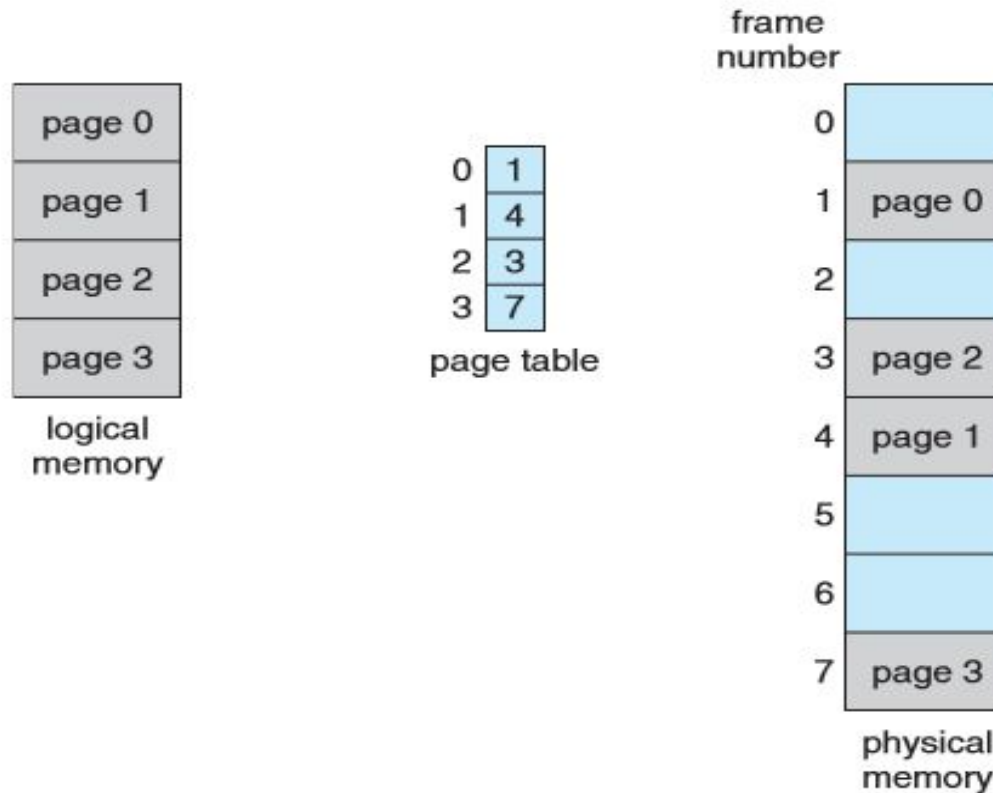 page 0
page 1
page 2
page 3
logical
memory
0 1
1 4
2 3
3 7
page table
frame
number
0
1 page 0
2
3 page 2
4 page 1
5
6
7 page 3
physical
memory